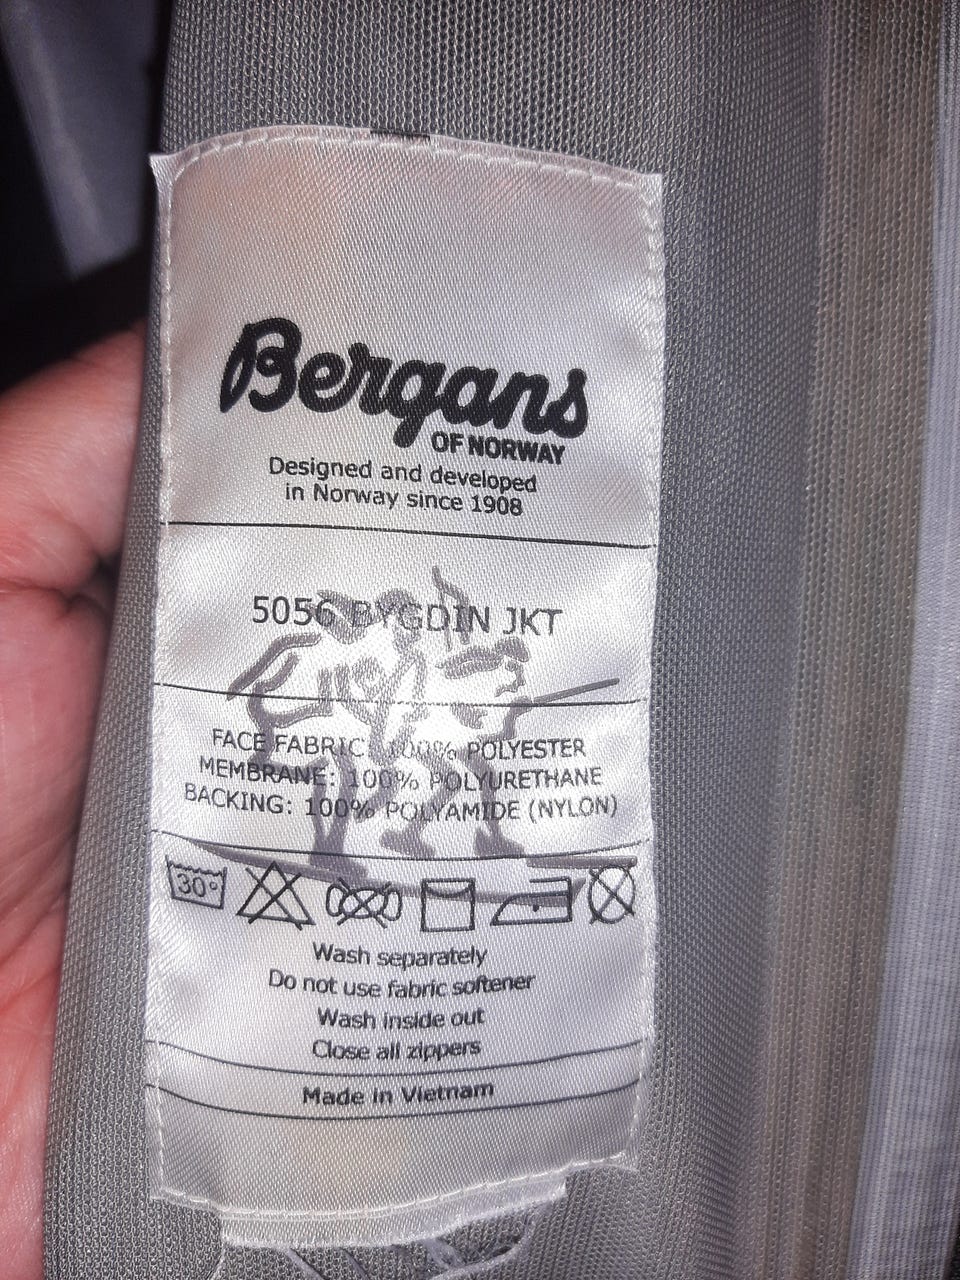 Bergans
OF NORWAY
Designed and developed
in Norway since 1908
5056 BYGDIN JKT
FACE FABRIC: 100% POLYESTER
MEMBRANE: 100% POLYURETHANE
BACKING: 100% POLYAMIDE (NYLON)
30°
Wash separately
Do not use fabric softener
Wash inside out
Close all zippers
Made in Vietnam